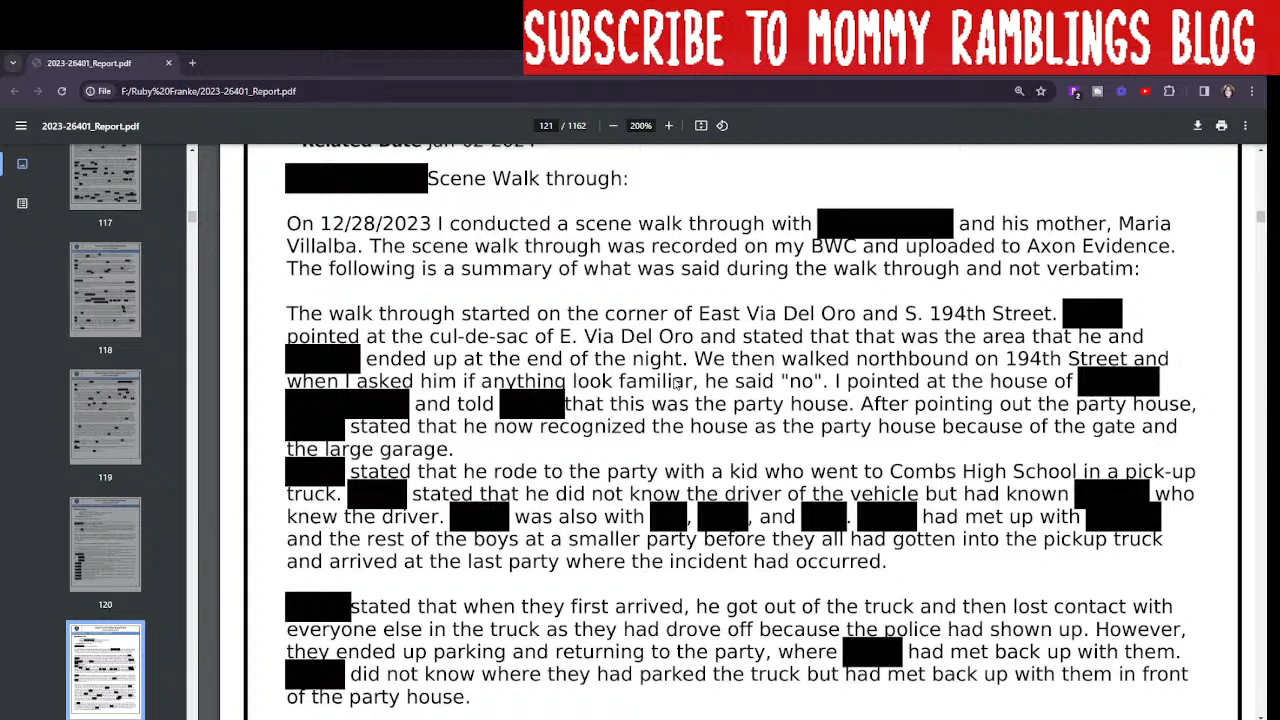 SUBSCRIBE TO MOMMY RAMBLINGS BLOG
2023-26401_Report.pdf
File F:/Ruby%20Franke/2023-26401_Report.pdf
2023-26401_Report.pdf
121 / 1162
200%
Related Date Jan-02-2024
Scene Walk through:
On 12/28/2023 I conducted a scene walk through with and his mother, Maria
Villalba. The scene walk through was recorded on my BWC and uploaded to Axon Evidence.
The following is a summary of what was said during the walk through and not verbatim:
The walk through started on the corner of East Via Del Oro and S. 194th Street.
pointed at the cul-de-sac of E. Via Del Oro and stated that that was the area that he and
ended up at the end of the night. We then walked northbound on 194th Street and
when I asked him if anything look familiar, he said "no". I pointed at the house of
and told that this was the party house. After pointing out the party house,
stated that he now recognized the house as the party house because of the gate and
the large garage.
stated that he rode to the party with a kid who went to Combs High School in a pick-up
truck. stated that he did not know the driver of the vehicle but had known who
knew the driver. was also with , , and . had met up with
and the rest of the boys at a smaller party before they all had gotten into the pickup truck
and arrived at the last party where the incident had occurred.
stated that when they first arrived, he got out of the truck and then lost contact with
everyone else in the truck as they had drove off because the police had shown up. However,
they ended up parking and returning to the party, where had met back up with them.
did not know where they had parked the truck but had met back up with them in front
of the party house.
117
118
119
120